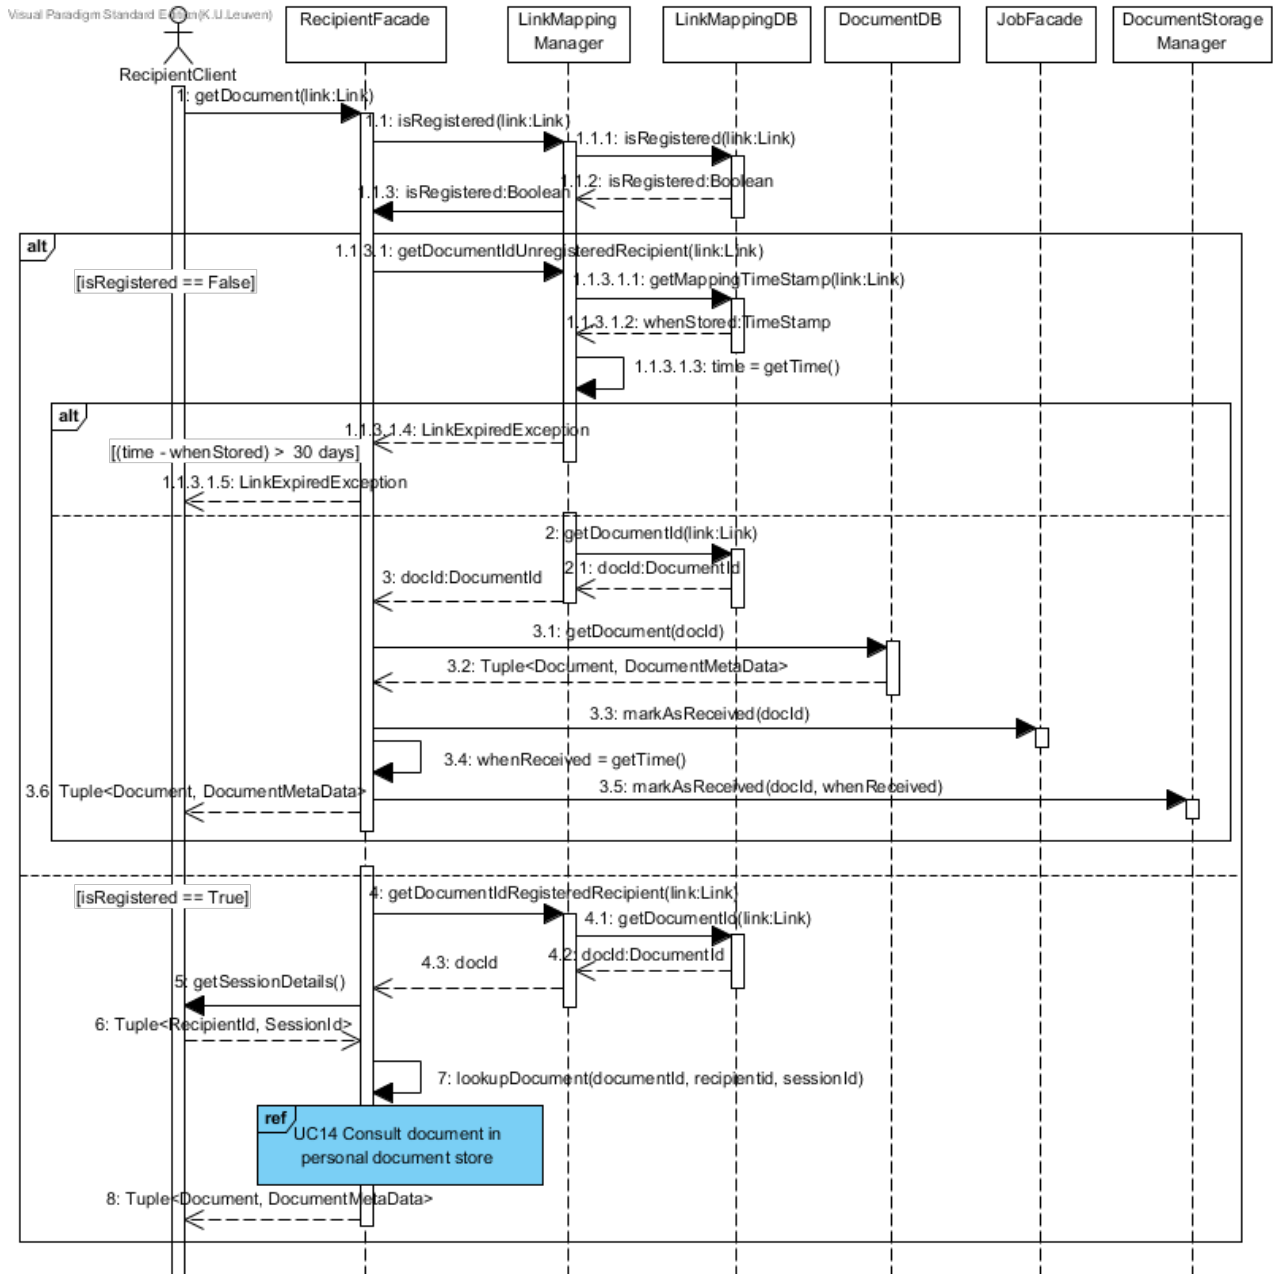 Visual Paradigm Standard Edition(K.U.Leuven)
RecipientClient
RecipientFacade
LinkMapping
Manager
LinkMappingDB
DocumentDB
JobFacade
DocumentStorage
Manager
1: getDocument(link:Link)
1.1: isRegistered(link:Link)
1.1.1: isRegistered(link:Link)
1.1.2: isRegistered:Boolean
1.1.3: isRegistered:Boolean
alt
1.1.3.1: getDocumentIdUnregisteredRecipient(link:Link)
[isRegistered == False]
1.1.3.1.1: getMappingTimeStamp(link:Link)
1.1.3.1.2: whenStored:TimeStamp
1.1.3.1.3: time = getTime()
alt
1.1.3.1.4: LinkExpiredException
[(time - whenStored) > 30 days]
1.1.3.1.5: LinkExpiredException
2: getDocumentId(link:Link)
2.1: docId:DocumentId
3: docId:DocumentId
3.1: getDocument(docId)
3.2: Tuple<Document, DocumentMetaData>
3.3: markAsReceived(docId)
3.4: whenReceived = getTime()
3.5: markAsReceived(docId, whenReceived)
3.6: Tuple<Document, DocumentMetaData>
[isRegistered == True]
4: getDocumentIdRegisteredRecipient(link:Link)
4.1: getDocumentId(link:Link)
4.2: docId:DocumentId
4.3: docId
5: getSessionDetails()
6: Tuple<RecipientId, SessionId>
7: lookupDocument(documentId, recipientid, sessionId)
ref
UC14 Consult document in
personal document store
8: Tuple<Document, DocumentMetaData>